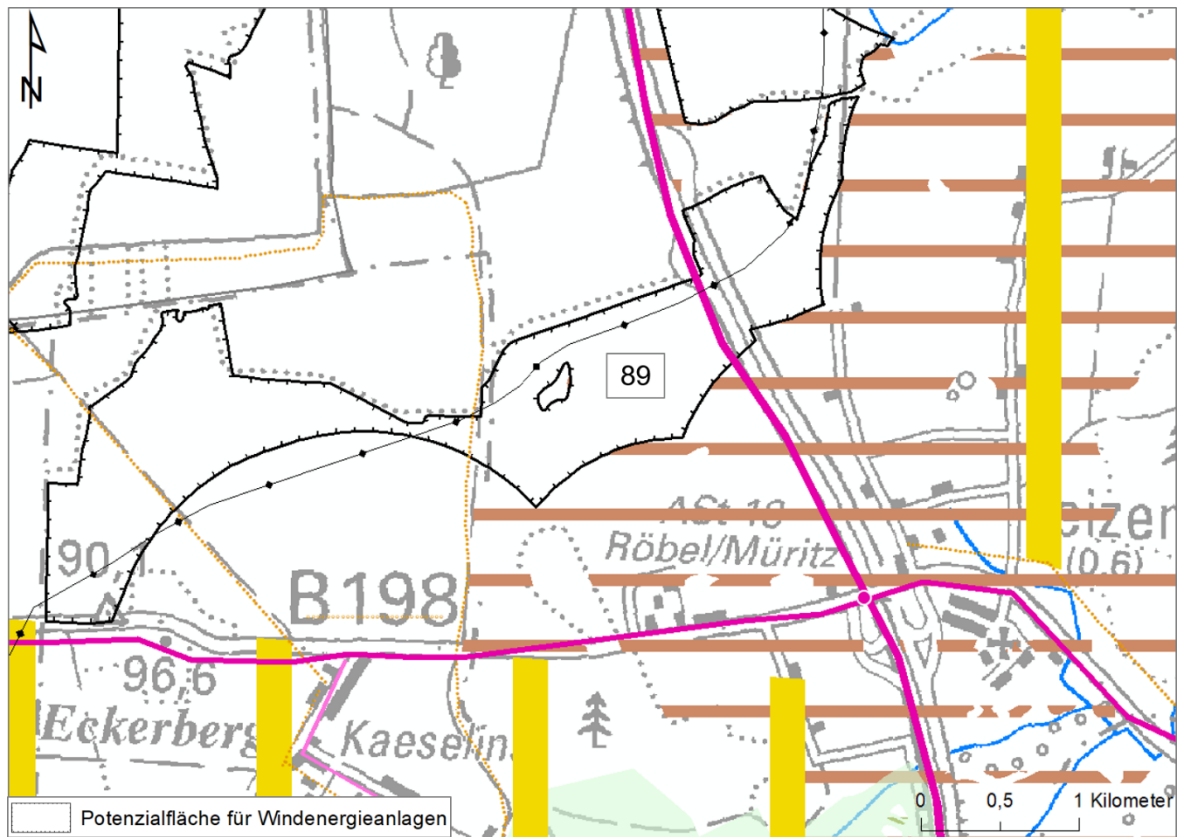 N
89
ASt 18
Röbel/Müritz
90,1
B198
(0.6)
96,6
Eckerberg
Kaeselin
0 0,5 1 Kilometer
Potenzialfläche für Windenergieanlagen